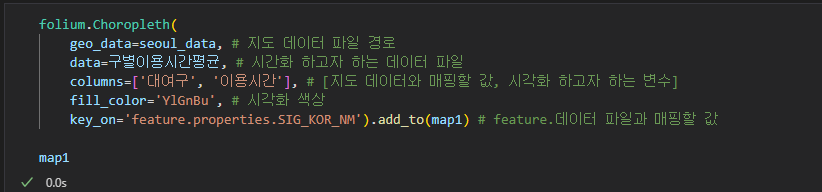 folium.Choropleth(
geo_data=seoul_data, # 지도 데이터 파일 경로
data=구별이용시간평균, # 시간화 하고자 하는 데이터 파일
columns=['대여구', '이용시간'], # [지도 데이터와 매핑할 값, 시각화 하고자 하는 변수]
fill_color='YlGnBu', # 시각화 색상
key_on='feature.properties.SIG_KOR_NM').add_to(map1) # feature.데이터 파일과 매핑할 값
map1
✓ 0.0s